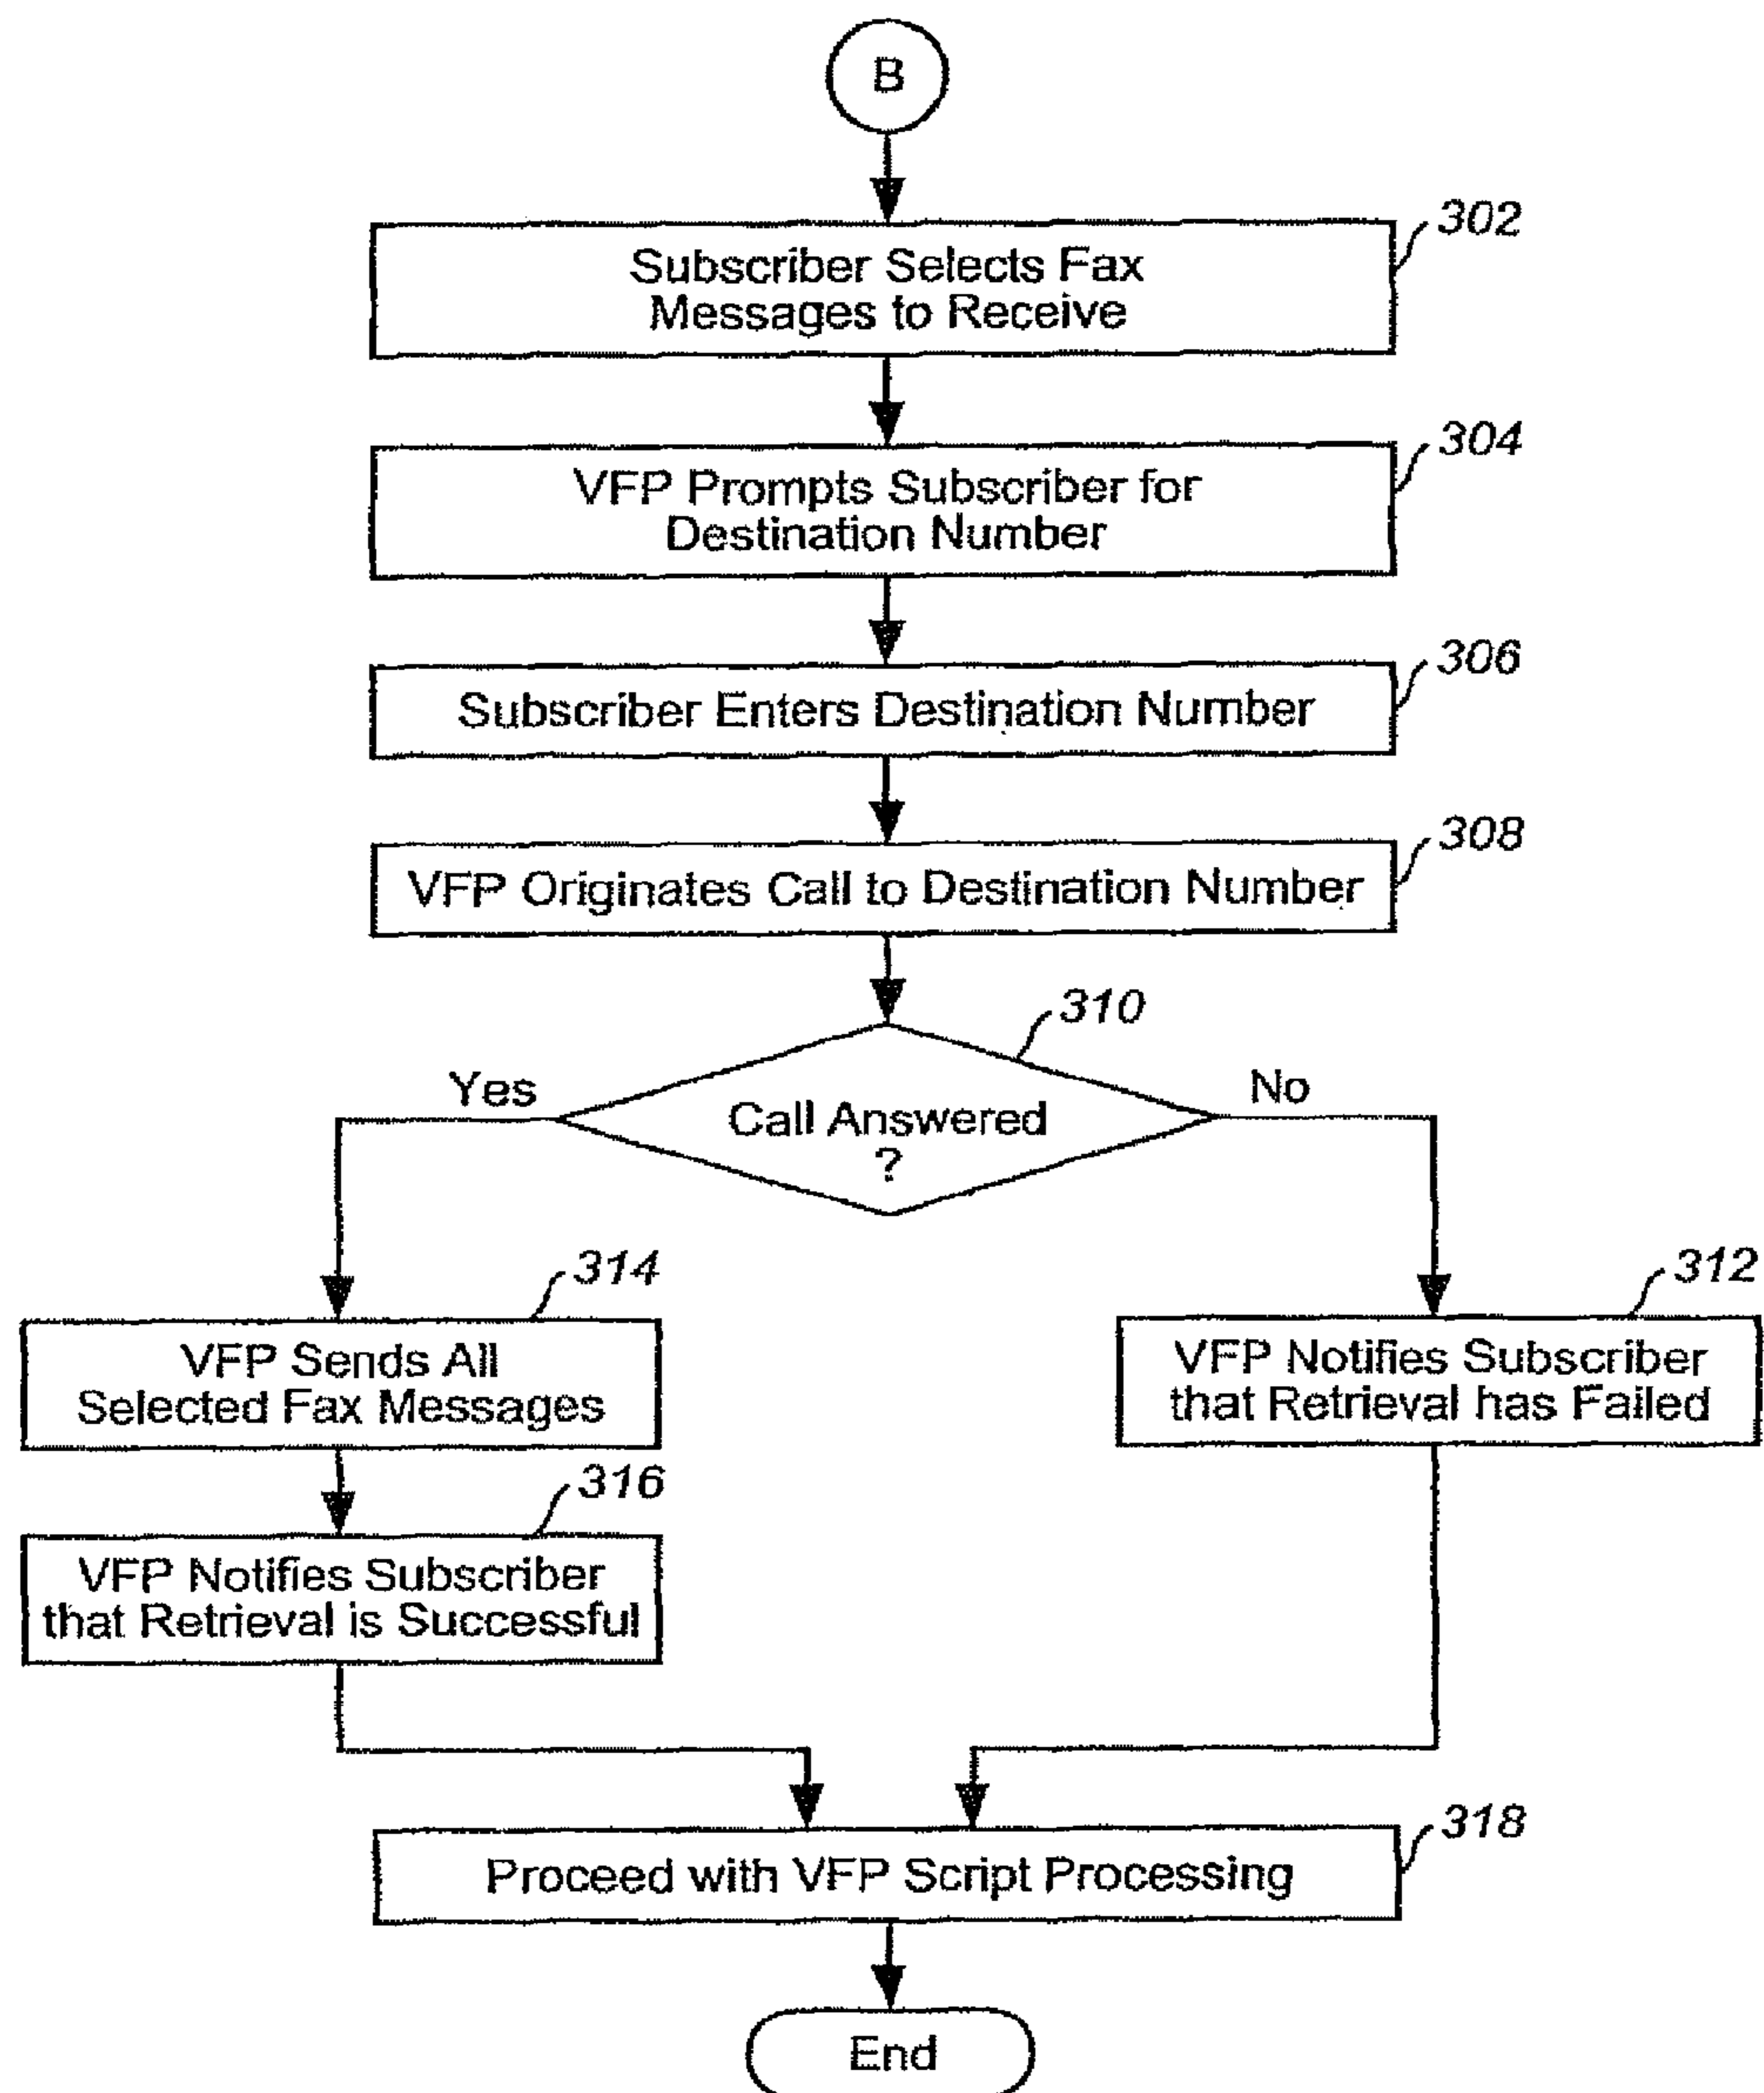 B
302
Subscriber Selects Fax
Messages to Receive
304
VFP Prompts Subscriber for
Destination Number
306
Subscriber Enters Destination Number
308
VFP Originates Call to Destination Number
310
Yes
No
Call Answered
?
314
312
VFP Sends All
Selected Fax Messages
VFP Notifies Subscriber
that Retrieval has Failed
316
VFP Notifies Subscriber
that Retrieval is Successful
318
Proceed with VFP Script Processing
End